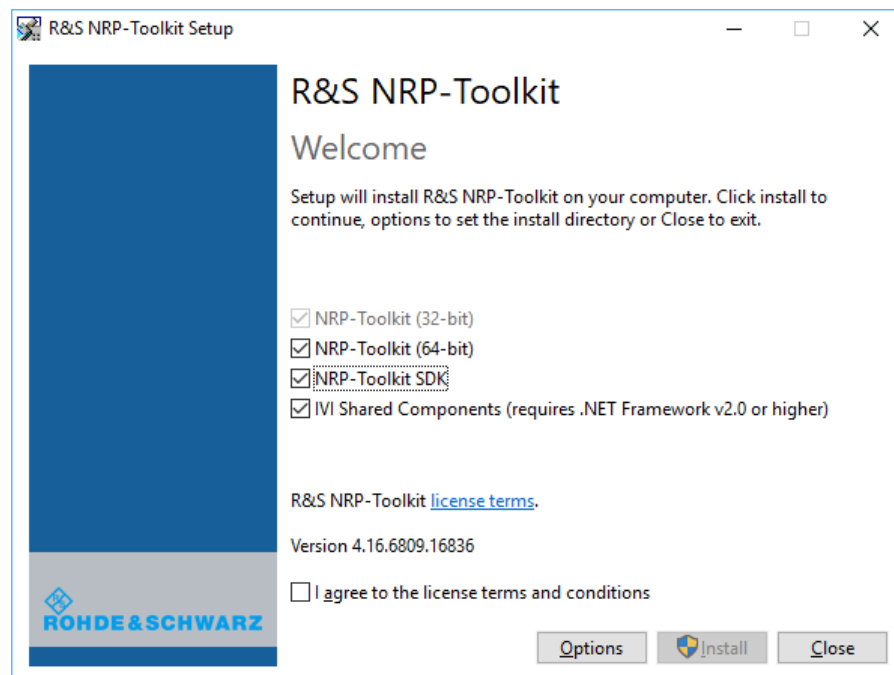 R&S NRP-Toolkit Setup
R&S NRP-Toolkit
Welcome
Setup will install R&S NRP-Toolkit on your computer. Click install to
continue, options to set the install directory or Close to exit.
NRP-Toolkit (32-bit)
NRP-Toolkit (64-bit)
NRP-Toolkit SDK
IVI Shared Components (requires .NET Framework v2.0 or higher)
R&S NRP-Toolkit license terms.
Version 4.16.6809.16836
I agree to the license terms and conditions
ROHDE&SCHWARZ
Options Install Close